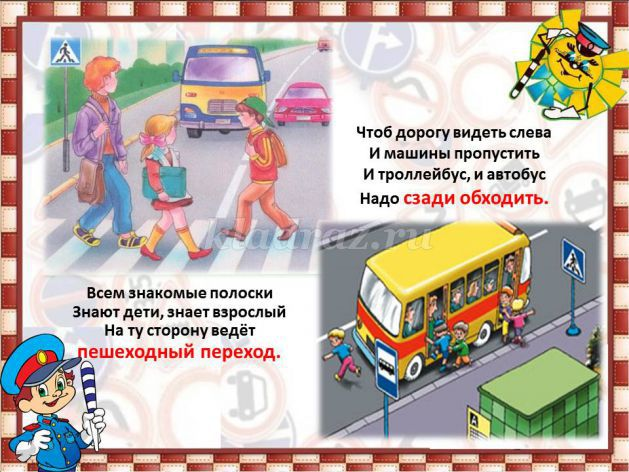 Чтоб дорогу видеть слева
И машины пропустить
И троллейбус, и автобус
Надо сзади обходить.
kladraz.ru
Всем знакомые полоски
Знают дети, знает взрослый
На ту сторону ведёт
пешеходный переход.
А